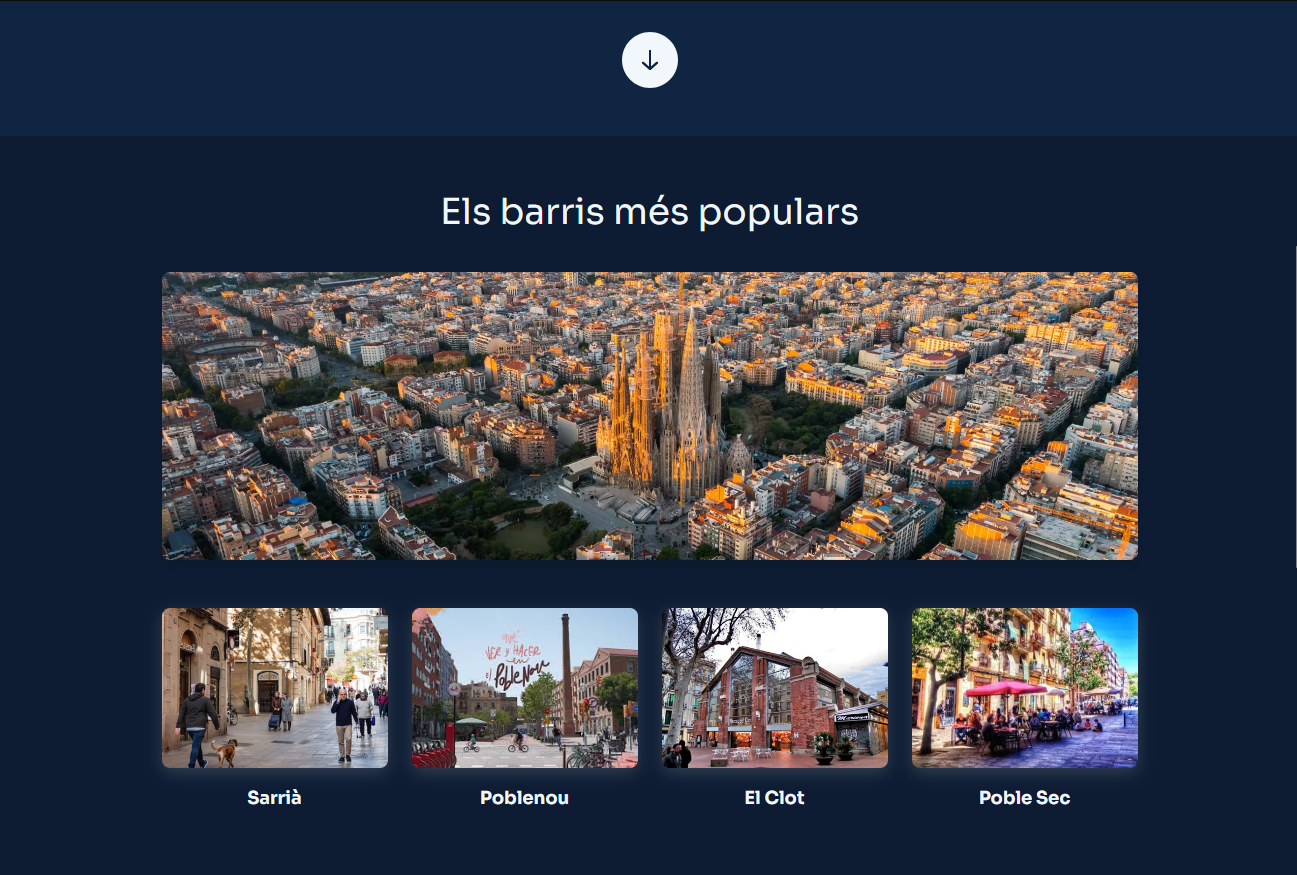 Els barris més populars
QUÉ
VER y HACER
en
el PobleNou
Sarrià
Poblenou
El Clot
Poble Sec